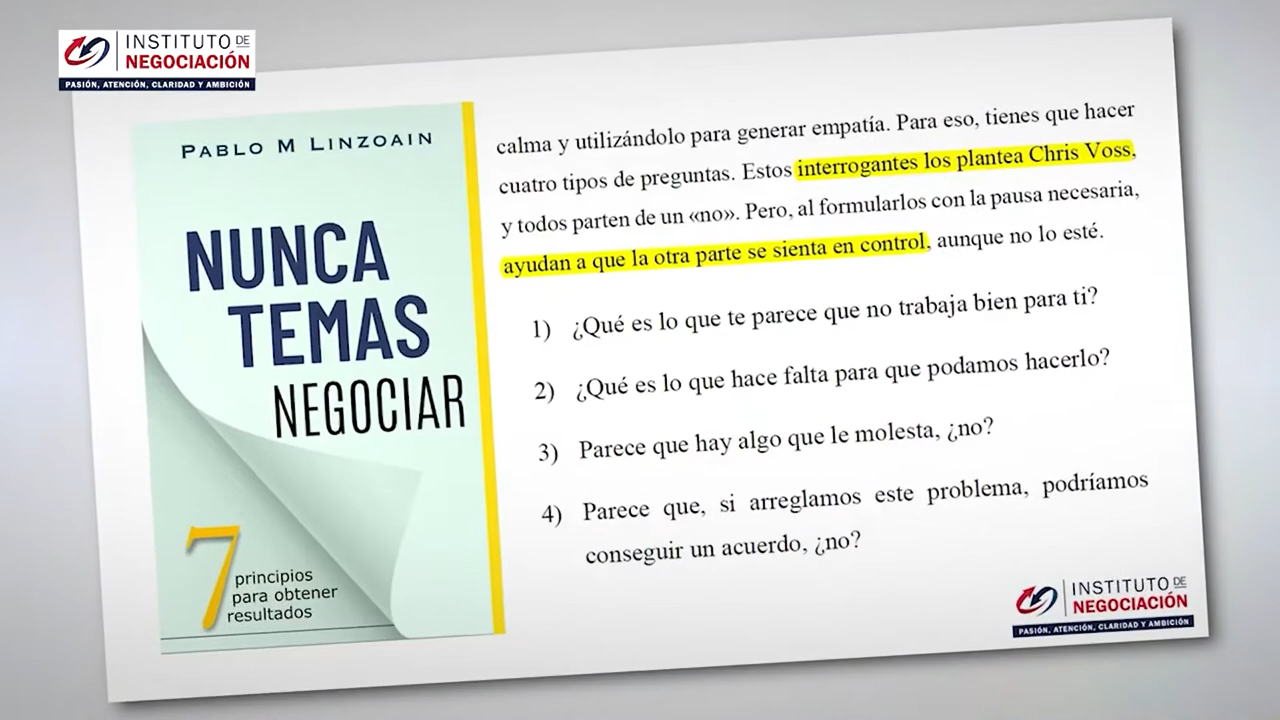 INSTITUTO DE
NEGOCIACIÓN
PASIÓN, ATENCIÓN, CLARIDAD Y AMBICIÓN
PABLO M LINZOAIN
NUNCA
TEMAS
NEGOCIAR
7
principios
para obtener
resultados
calma y utilizándolo para generar empatía. Para eso, tienes que hacer
cuatro tipos de preguntas. Estos interrogantes los plantea Chris Voss,
y todos parten de un «no». Pero, al formularlos con la pausa necesaria,
ayudan a que la otra parte se sienta en control, aunque no lo esté.
1) ¿Qué es lo que te parece que no trabaja bien para ti?
2) ¿Qué es lo que hace falta para que podamos hacerlo?
3) Parece que hay algo que le molesta, ¿no?
4) Parece que, si arreglamos este problema, podríamos
conseguir un acuerdo, ¿no?
INSTITUTO DE
NEGOCIACIÓN
PASIÓN, ATENCIÓN, CLARIDAD Y AMBICIÓN